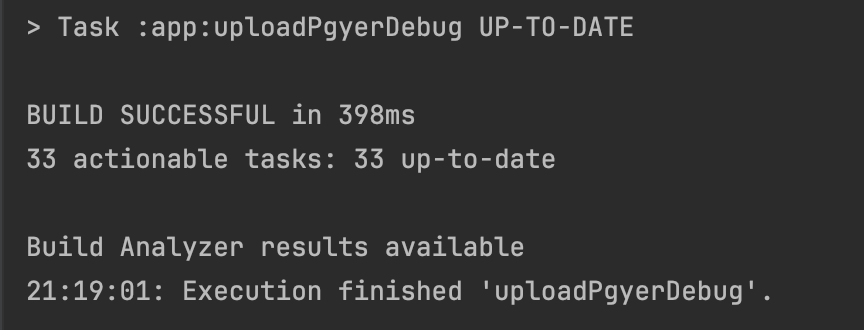 > Task :app:uploadPgyerDebug UP-TO-DATE
BUILD SUCCESSFUL in 398ms
33 actionable tasks: 33 up-to-date
Build Analyzer results available
21:19:01: Execution finished 'uploadPgyerDebug'.